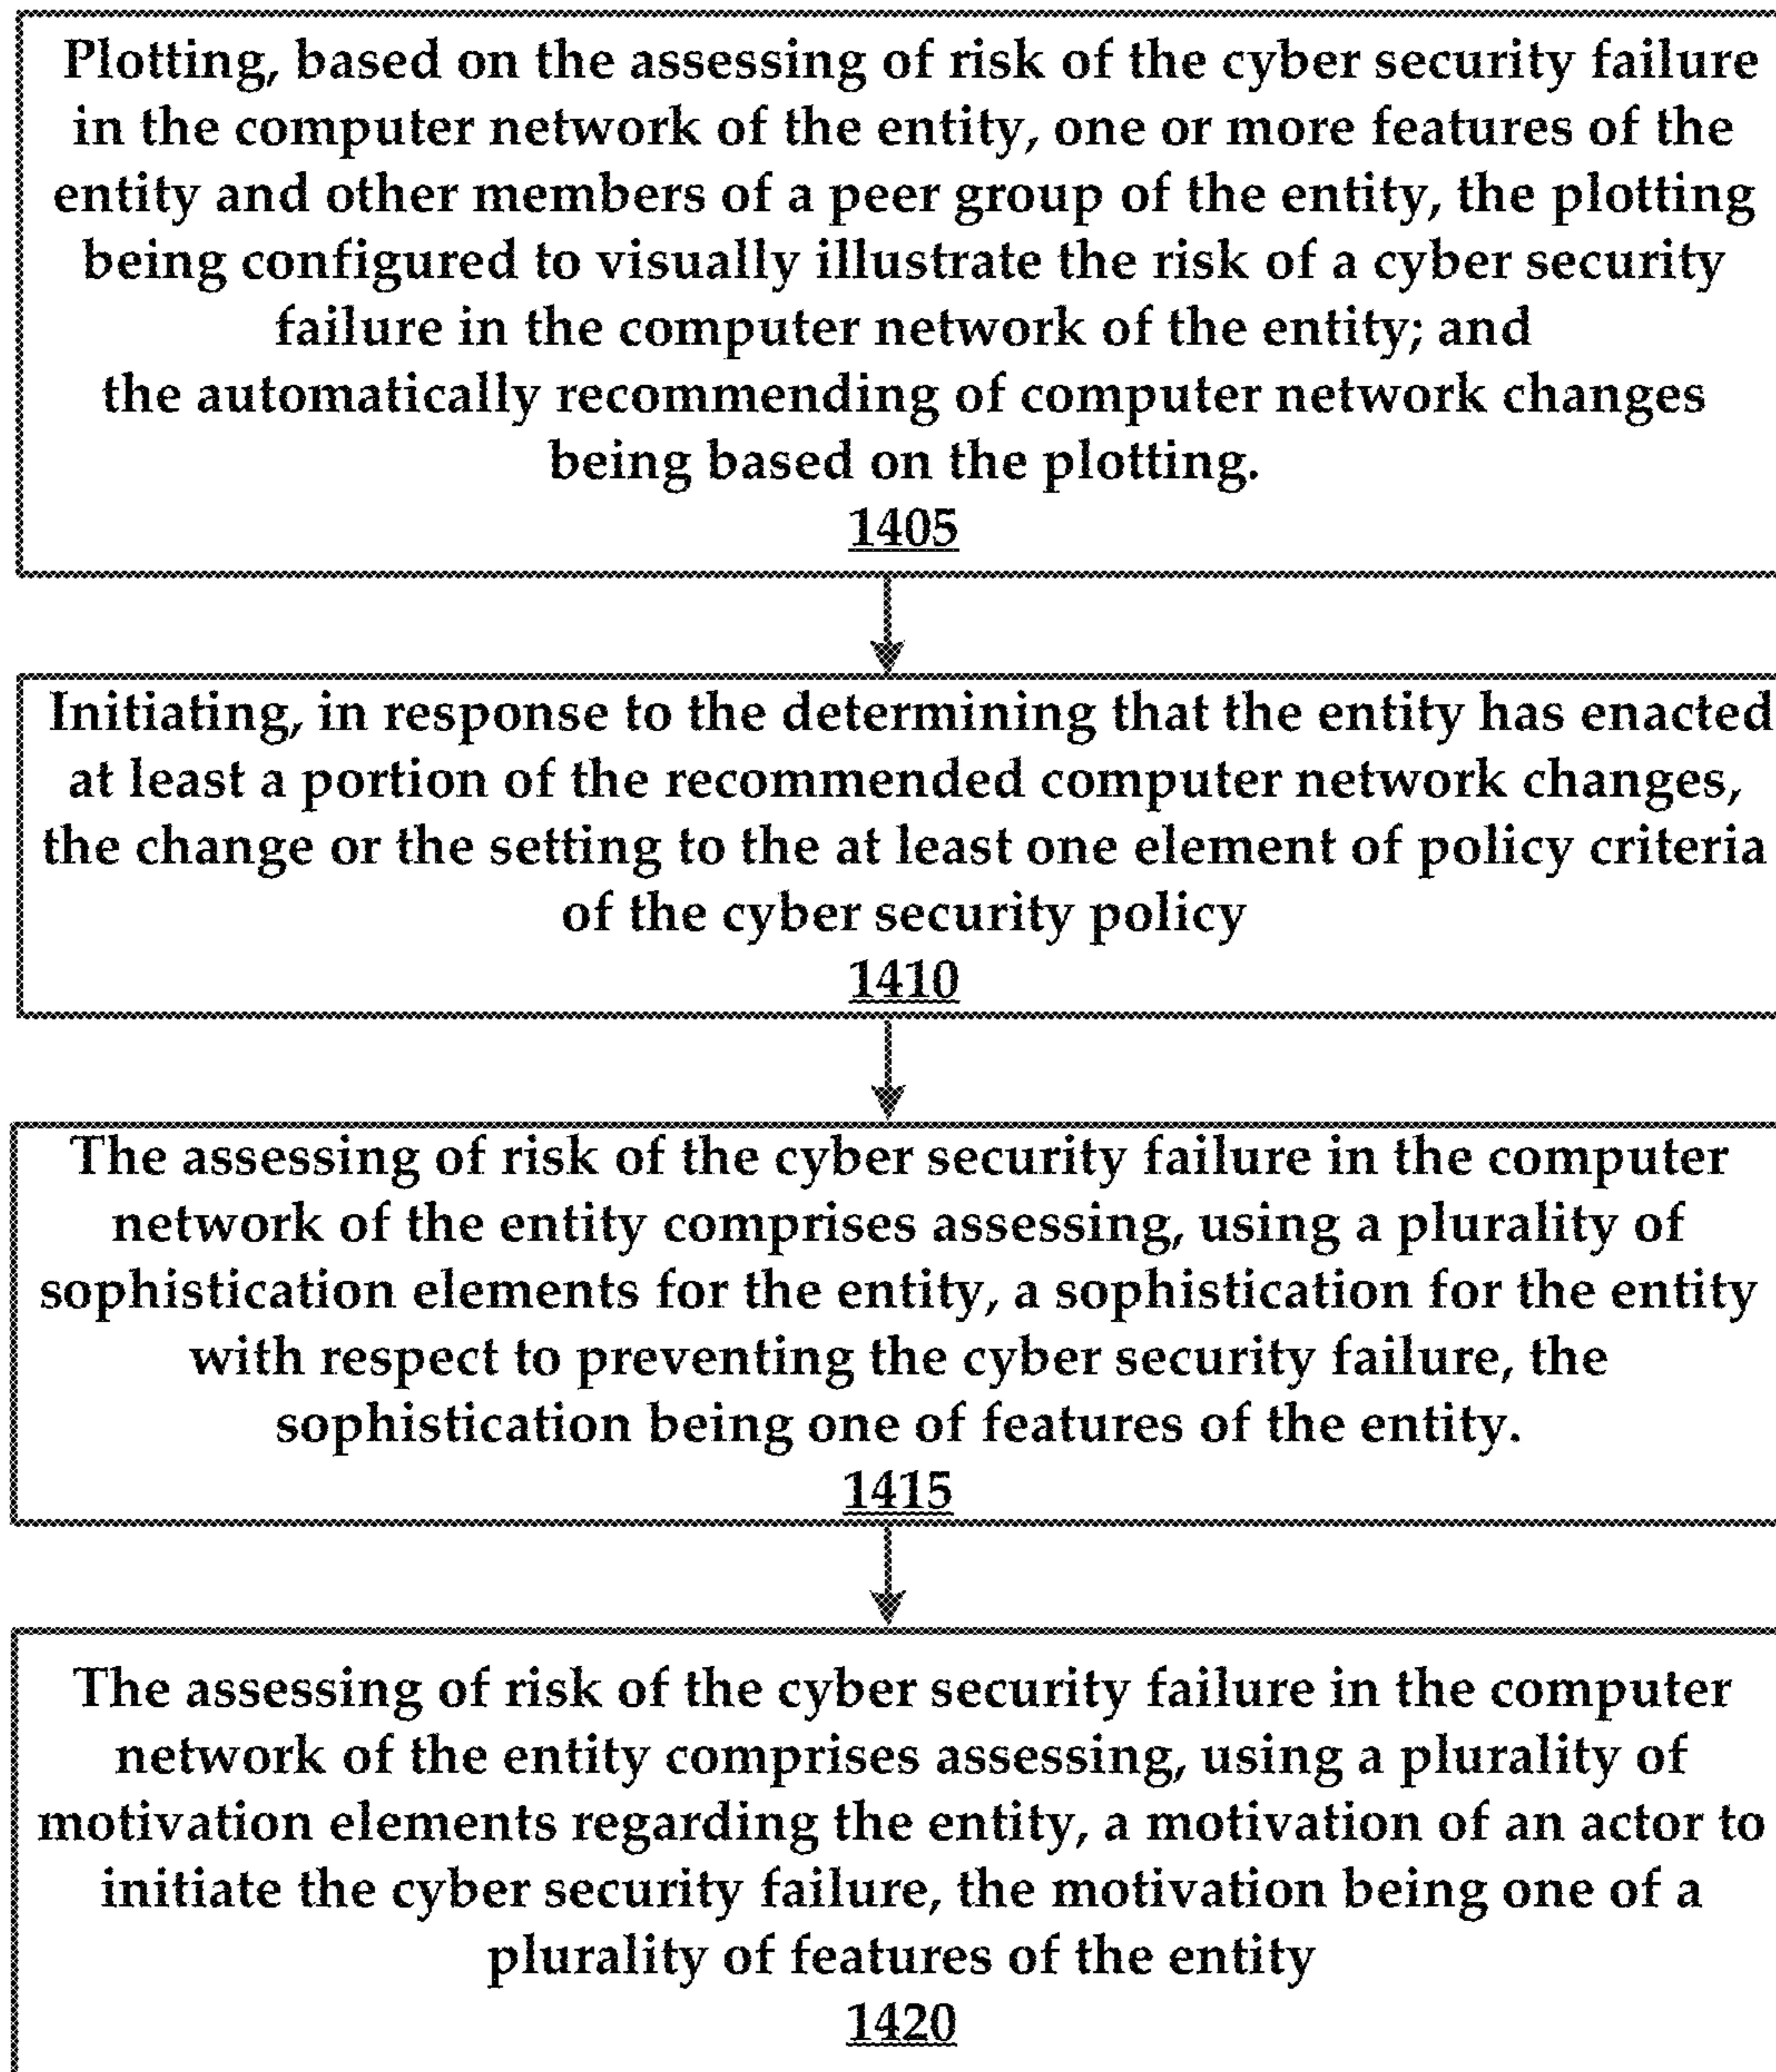 Plotting, based on the assessing of risk of the cyber security failure
in the computer network of the entity, one or more features of the
entity and other members of a peer group of the entity, the plotting
being configured to visually illustrate the risk of a cyber security
failure in the computer network of the entity; and
the automatically recommending of computer network changes
being based on the plotting.
1405
Initiating, in response to the determining that the entity has enacted
at least a portion of the recommended computer network changes,
the change or the setting to the at least one element of policy criteria
of the cyber security policy
1410
The assessing of risk of the cyber security failure in the computer
network of the entity comprises assessing, using a plurality of
sophistication elements for the entity, a sophistication for the entity
with respect to preventing the cyber security failure, the
sophistication being one of features of the entity.
1415
The assessing of risk of the cyber security failure in the computer
network of the entity comprises assessing, using a plurality of
motivation elements regarding the entity, a motivation of an actor to
initiate the cyber security failure, the motivation being one of a
plurality of features of the entity
1420